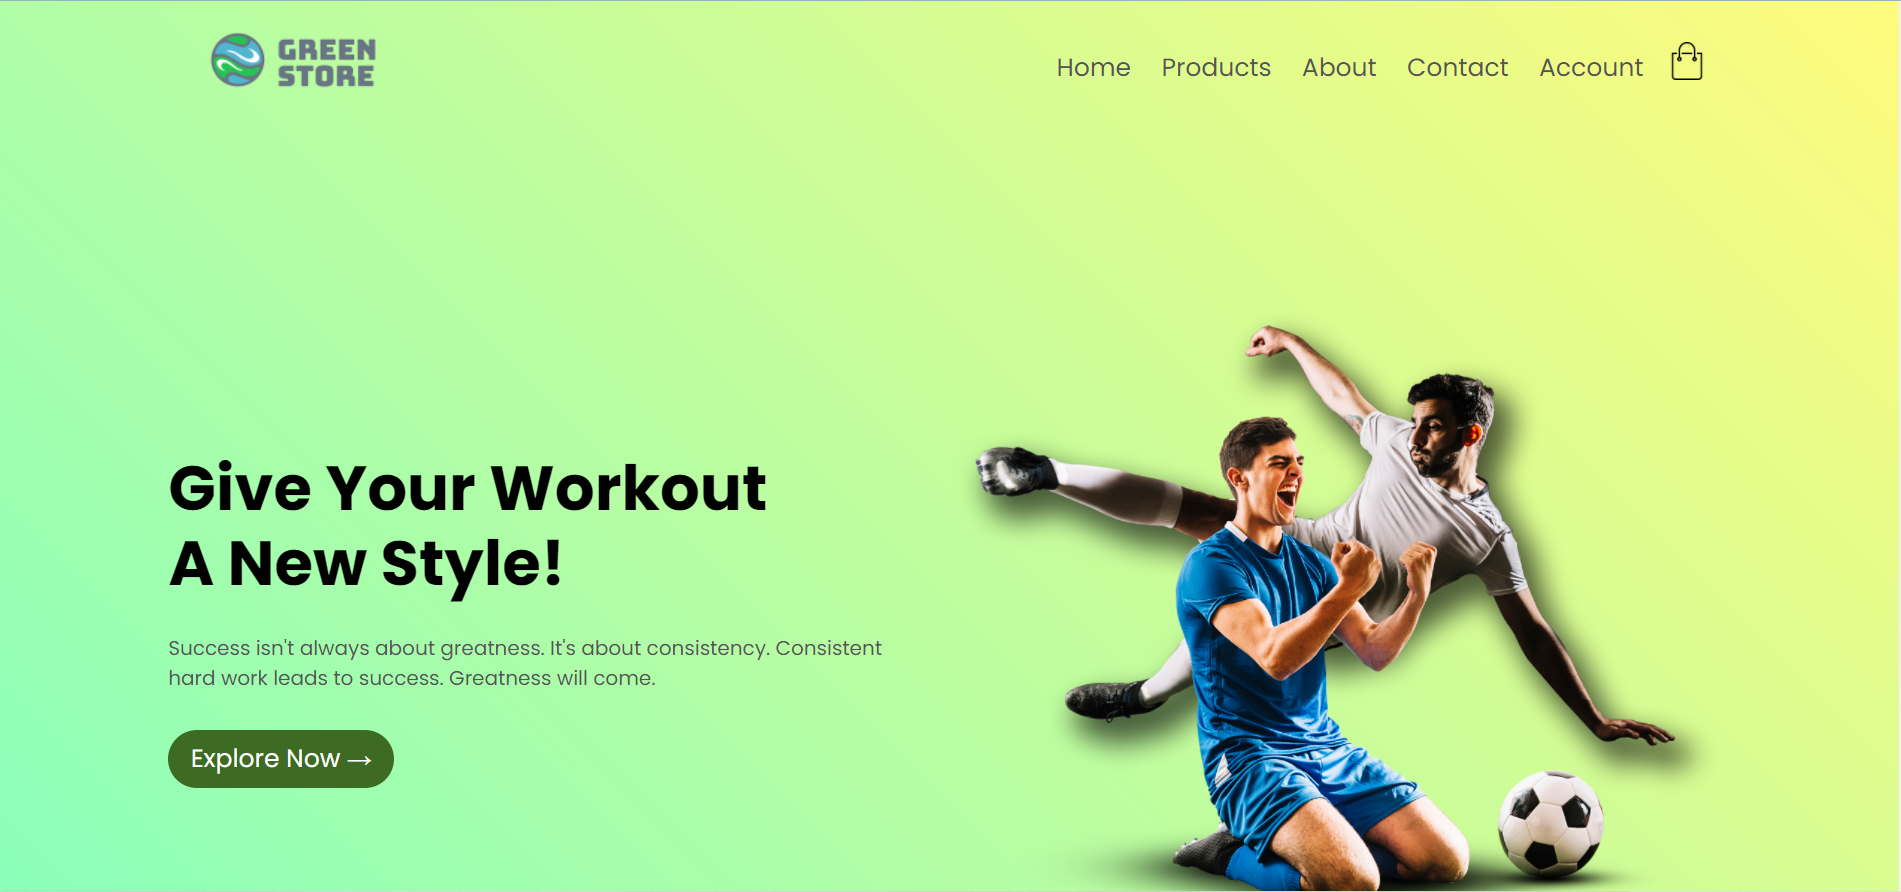 GREEN
STORE
Home Products About Contact Account
Give Your Workout
A New Style!
Success isn't always about greatness. It's about consistency. Consistent
hard work leads to success. Greatness will come.
Explore Now →